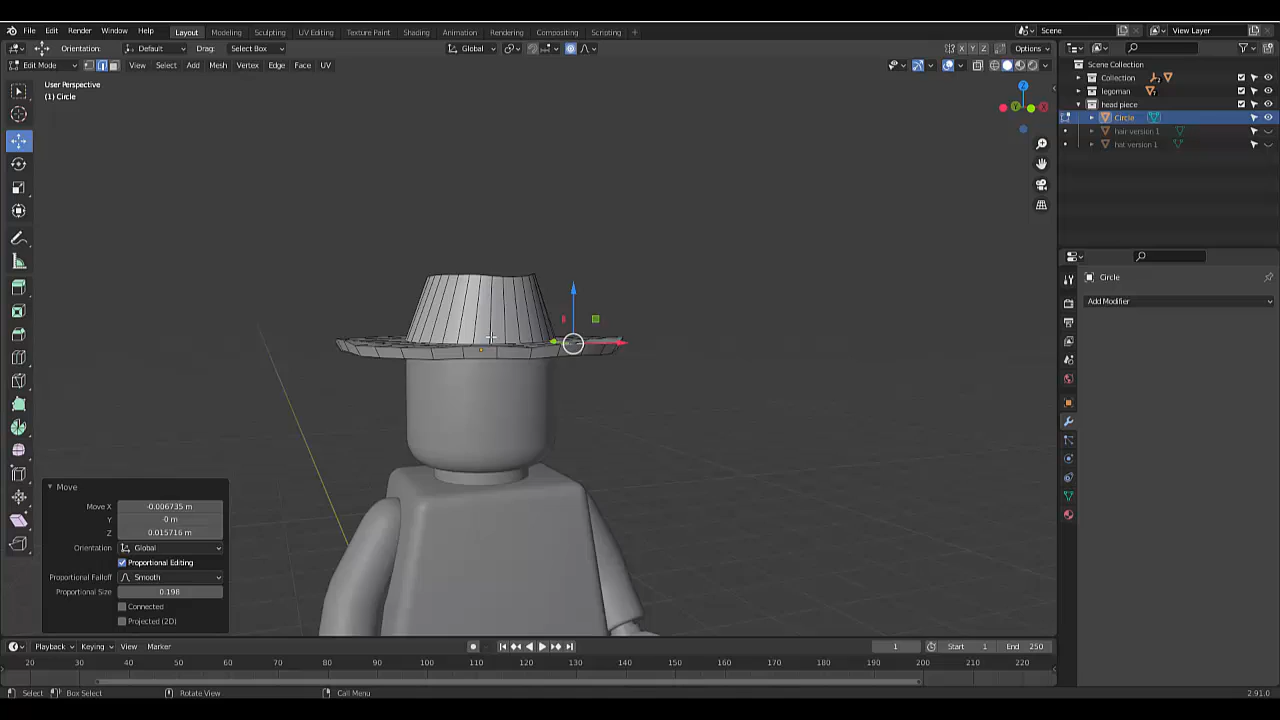 File Edit Render Window Help Layout Modeling Sculpting UV Editing Texture Paint Shading Animation Rendering Compositing Scripting + Scene View Layer
Orientation: Default Drag: Select Box Global X Y Z Options
Edit Mode View Select Add Mesh Vertex Edge Face UV
User Perspective
(1) Circle
Z
Y
X
Scene Collection
Collection
legoman
head piece
Circle
hair version 1
hat version 1
Circle
Add Modifier
Move
Move X -0.006735 m
Y -0 m
Z 0.015716 m
Orientation Global
Proportional Editing
Proportional Falloff Smooth
Proportional Size 0.198
Connected
Projected (2D)
Playback Keying View Marker 1 Start 1 End 250
20 30 40 50 60 70 80 90 100 110 120 130 140 150 160 170 180 190 200 210 220
Select Box Select Rotate View Call Menu 2.91.0